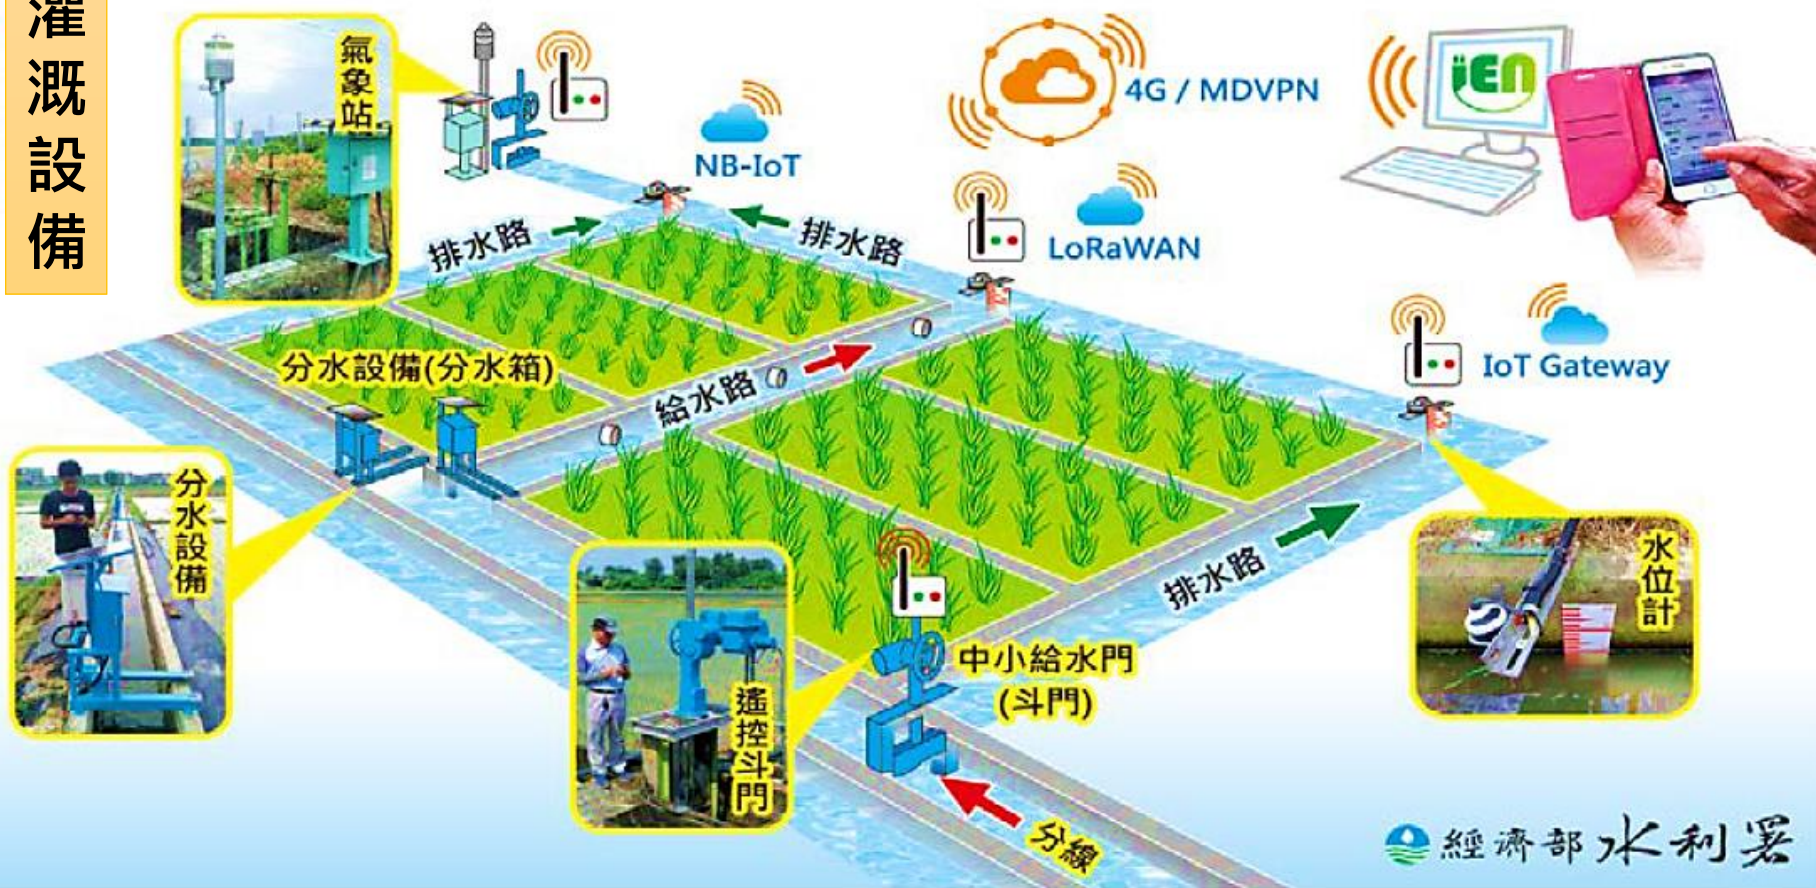 灌溉設備
氣象站
NB-IoT
4G / MDVPN
iEN
LoRaWAN
排水路
排水路
IoT Gateway
分水設備(分水箱)
給水路
分水設備
水位計
排水路
中小給水門
(斗門)
遙控斗門
分線
經濟部水利署